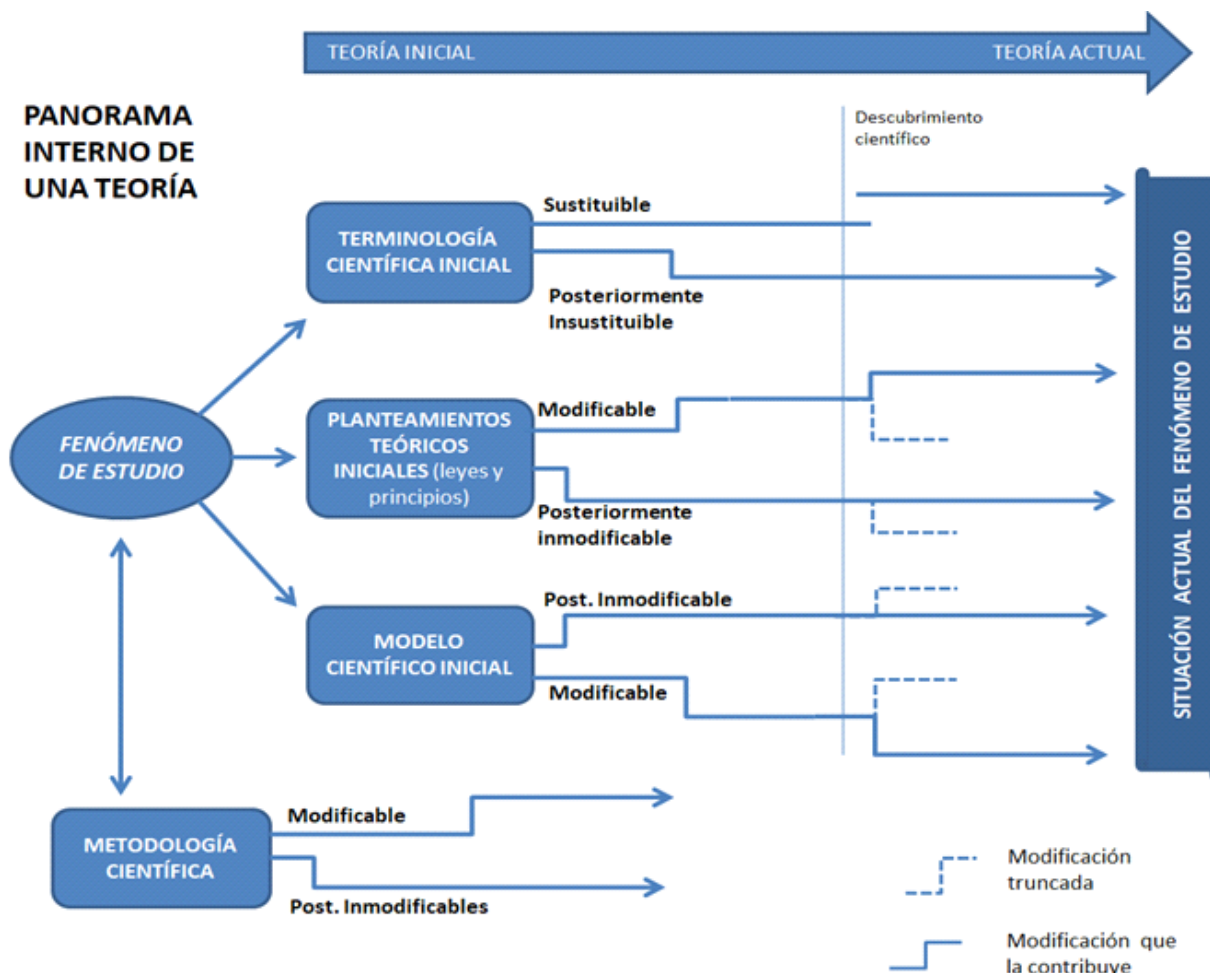 TEORÍA INICIAL
TEORÍA ACTUAL
PANORAMA
INTERNO DE
UNA TEORÍA
Descubrimiento
científico
Sustituible
TERMINOLOGÍA
CIENTÍFICA INICIAL
Posteriormente
Insustituible
Modificable
PLANTEAMIENTOS
TEÓRICOS
INICIALES (leyes y
principios)
FENÓMENO
DE ESTUDIO
Posteriormente
inmodificable
Post. Inmodificable
MODELO
CIENTÍFICO INICIAL
Modificable
SITUACIÓN ACTUAL DEL FENÓMENO DE ESTUDIO
Modificable
METODOLOGÍA
CIENTÍFICA
Post. Inmodificables
Modificación
truncada
Modificación que
la contribuye